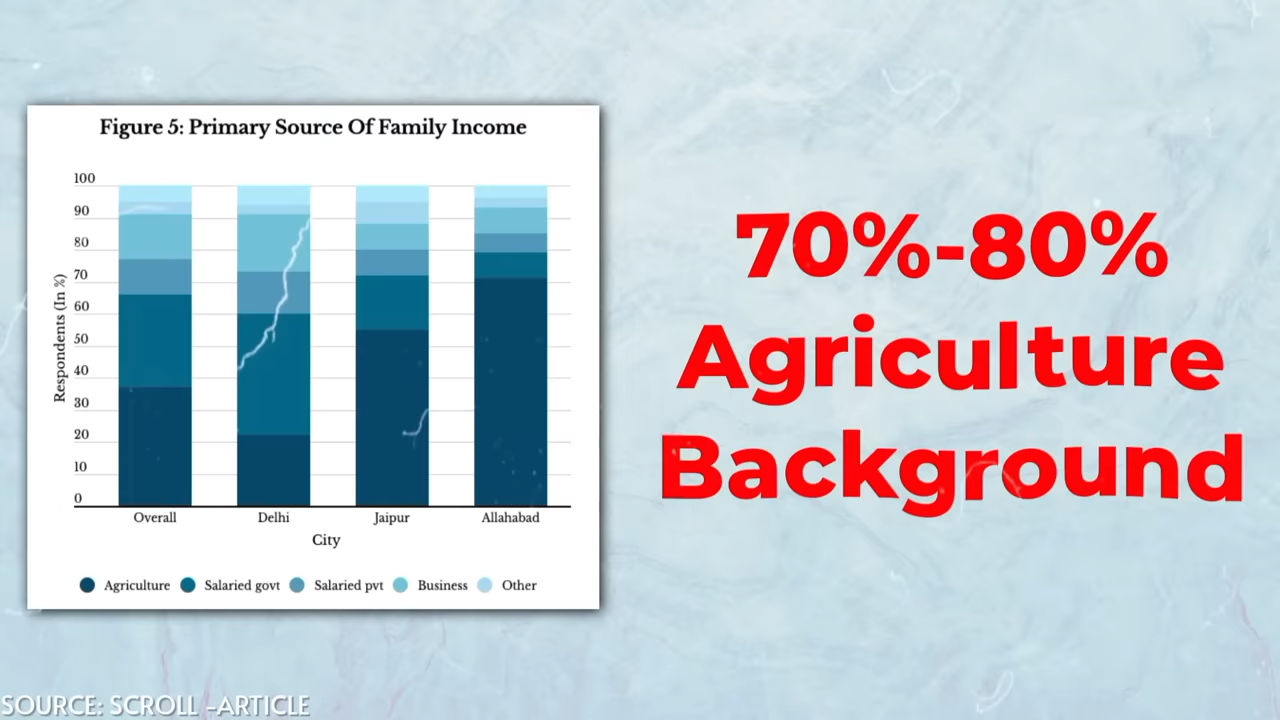 Figure 5: Primary Source Of Family Income
100
90
80
70
60
50
40
30
20
10
0
Respondents (In %)
Overall Delhi Jaipur Allahabad
City
Agriculture Salaried govt Salaried pvt Business Other
70%-80%
Agriculture
Background
SOURCE: SCROLL -ARTICLE